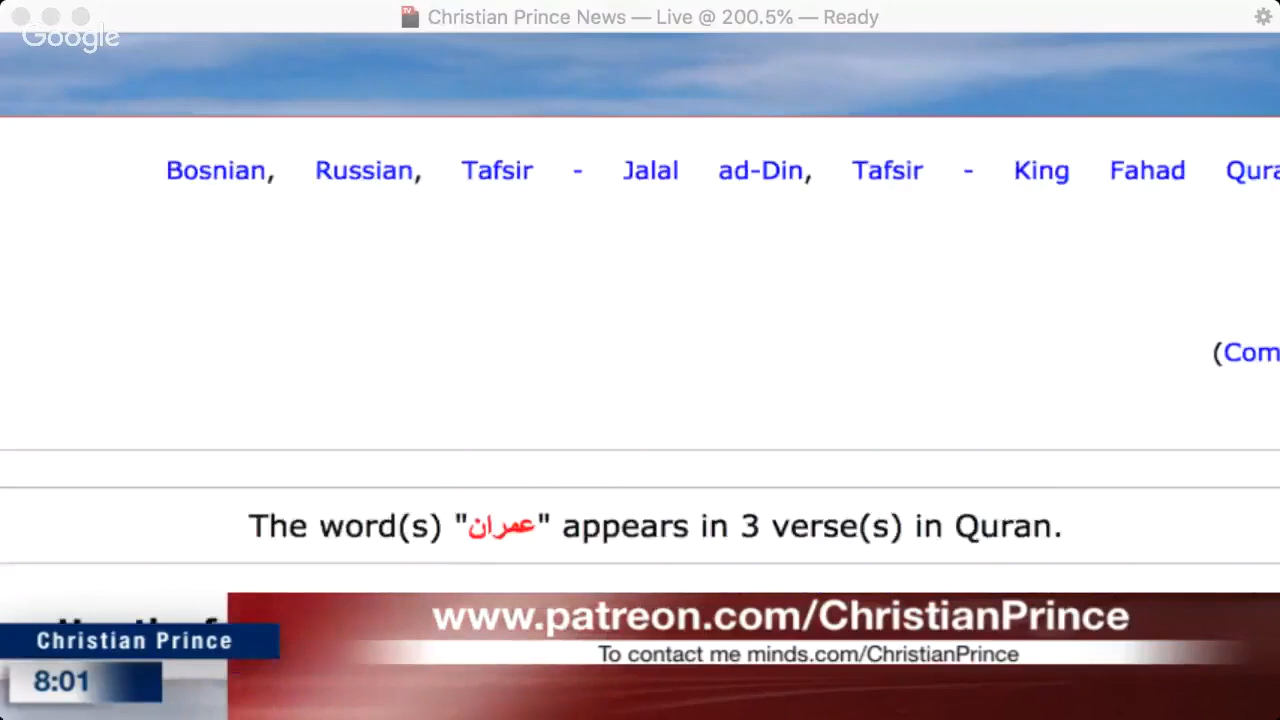 Christian Prince News — Live @ 200.5% — Ready
Google
Bosnian, Russian, Tafsir - Jalal ad-Din, Tafsir - King Fahad Qura
(Com
The word(s) "عمران" appears in 3 verse(s) in Quran.
www.patreon.com/ChristianPrince
Christian Prince
To contact me minds.com/ChristianPrince
8:01